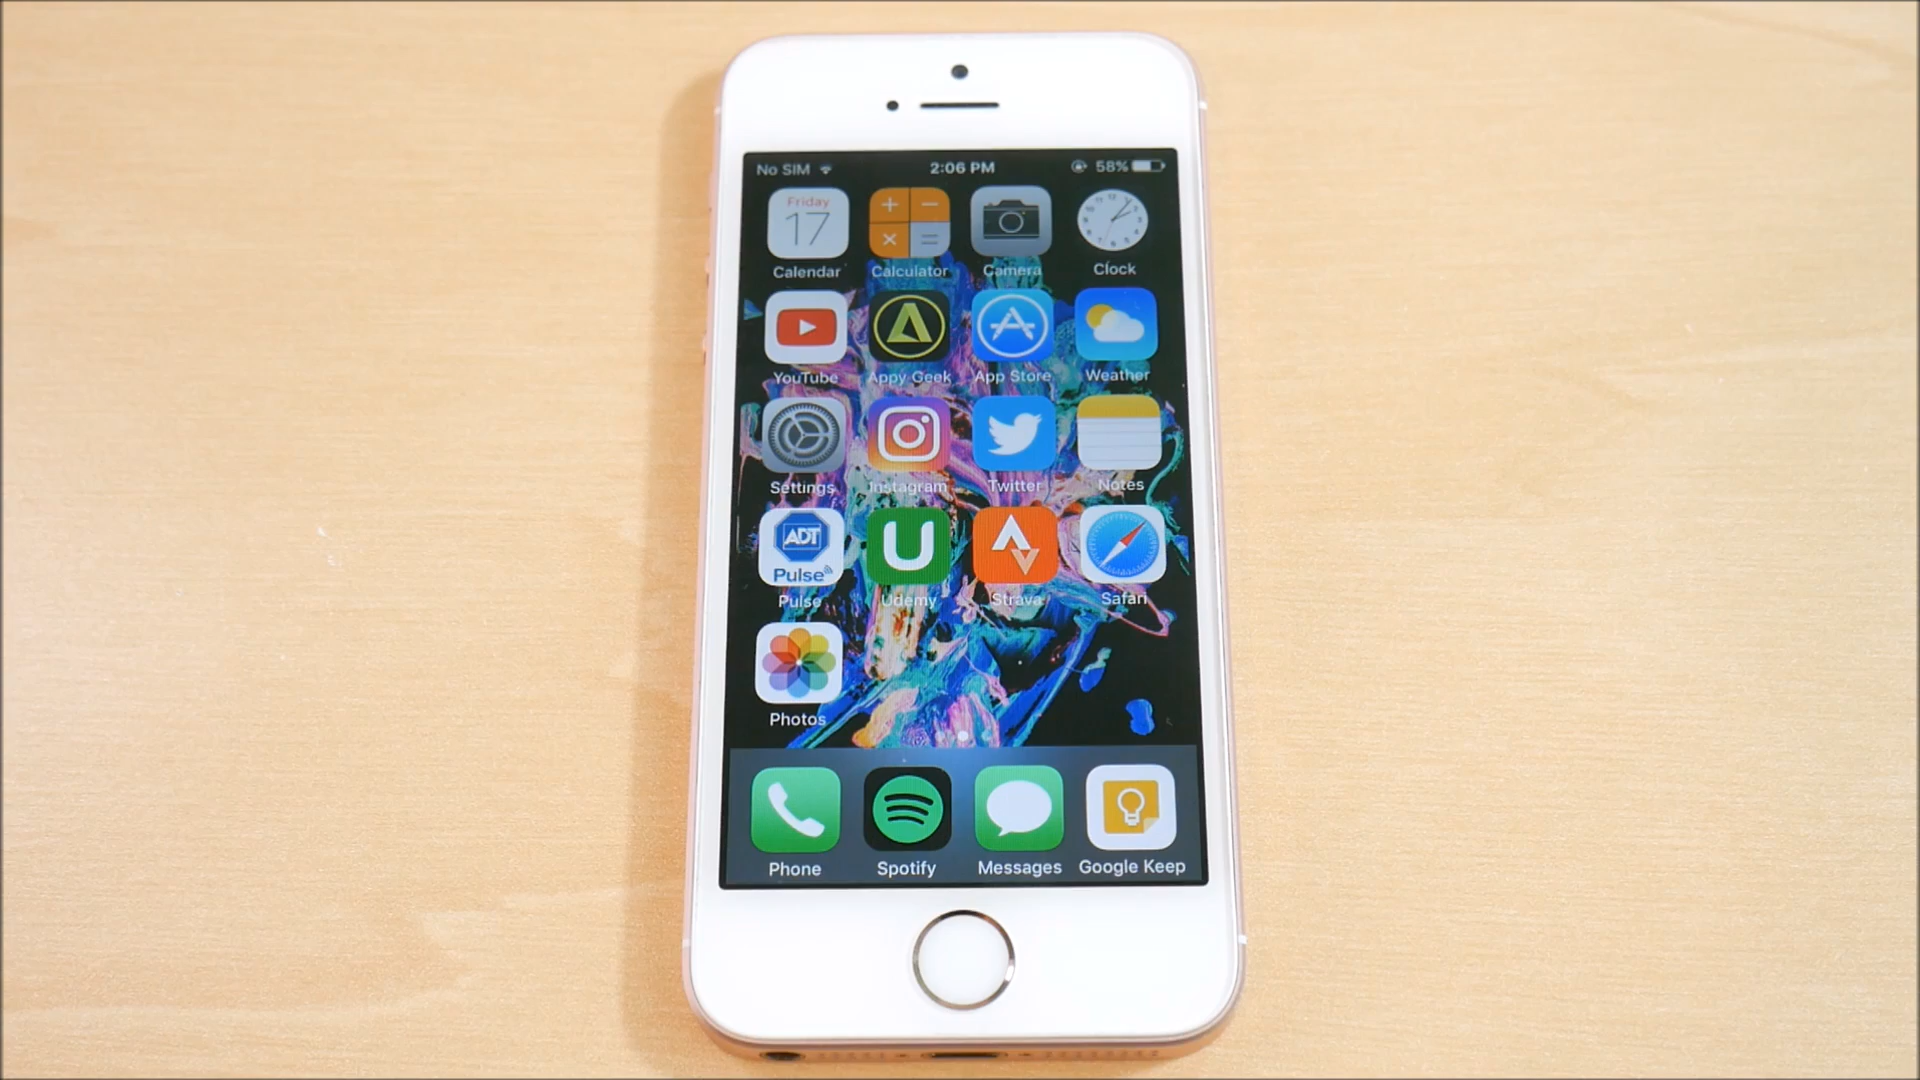 No SIM 2:06 PM 58%
Friday
17
Calendar Calculator Camera Clock
YouTube Appy Geek App Store Weather
Settings Instagram Twitter Notes
ADT
Pulse
Pulse Udemy Strava Safari
Photos
Phone Spotify Messages Google Keep